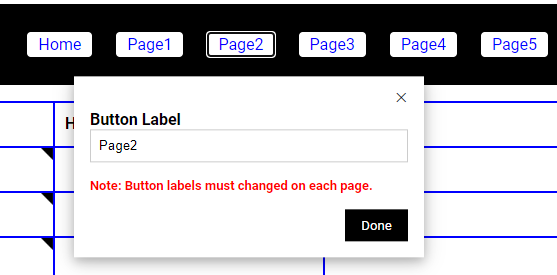 Home Page1 Page2 Page3 Page4 Page5
H
Button Label
Page2
Note: Button labels must changed on each page.
Done